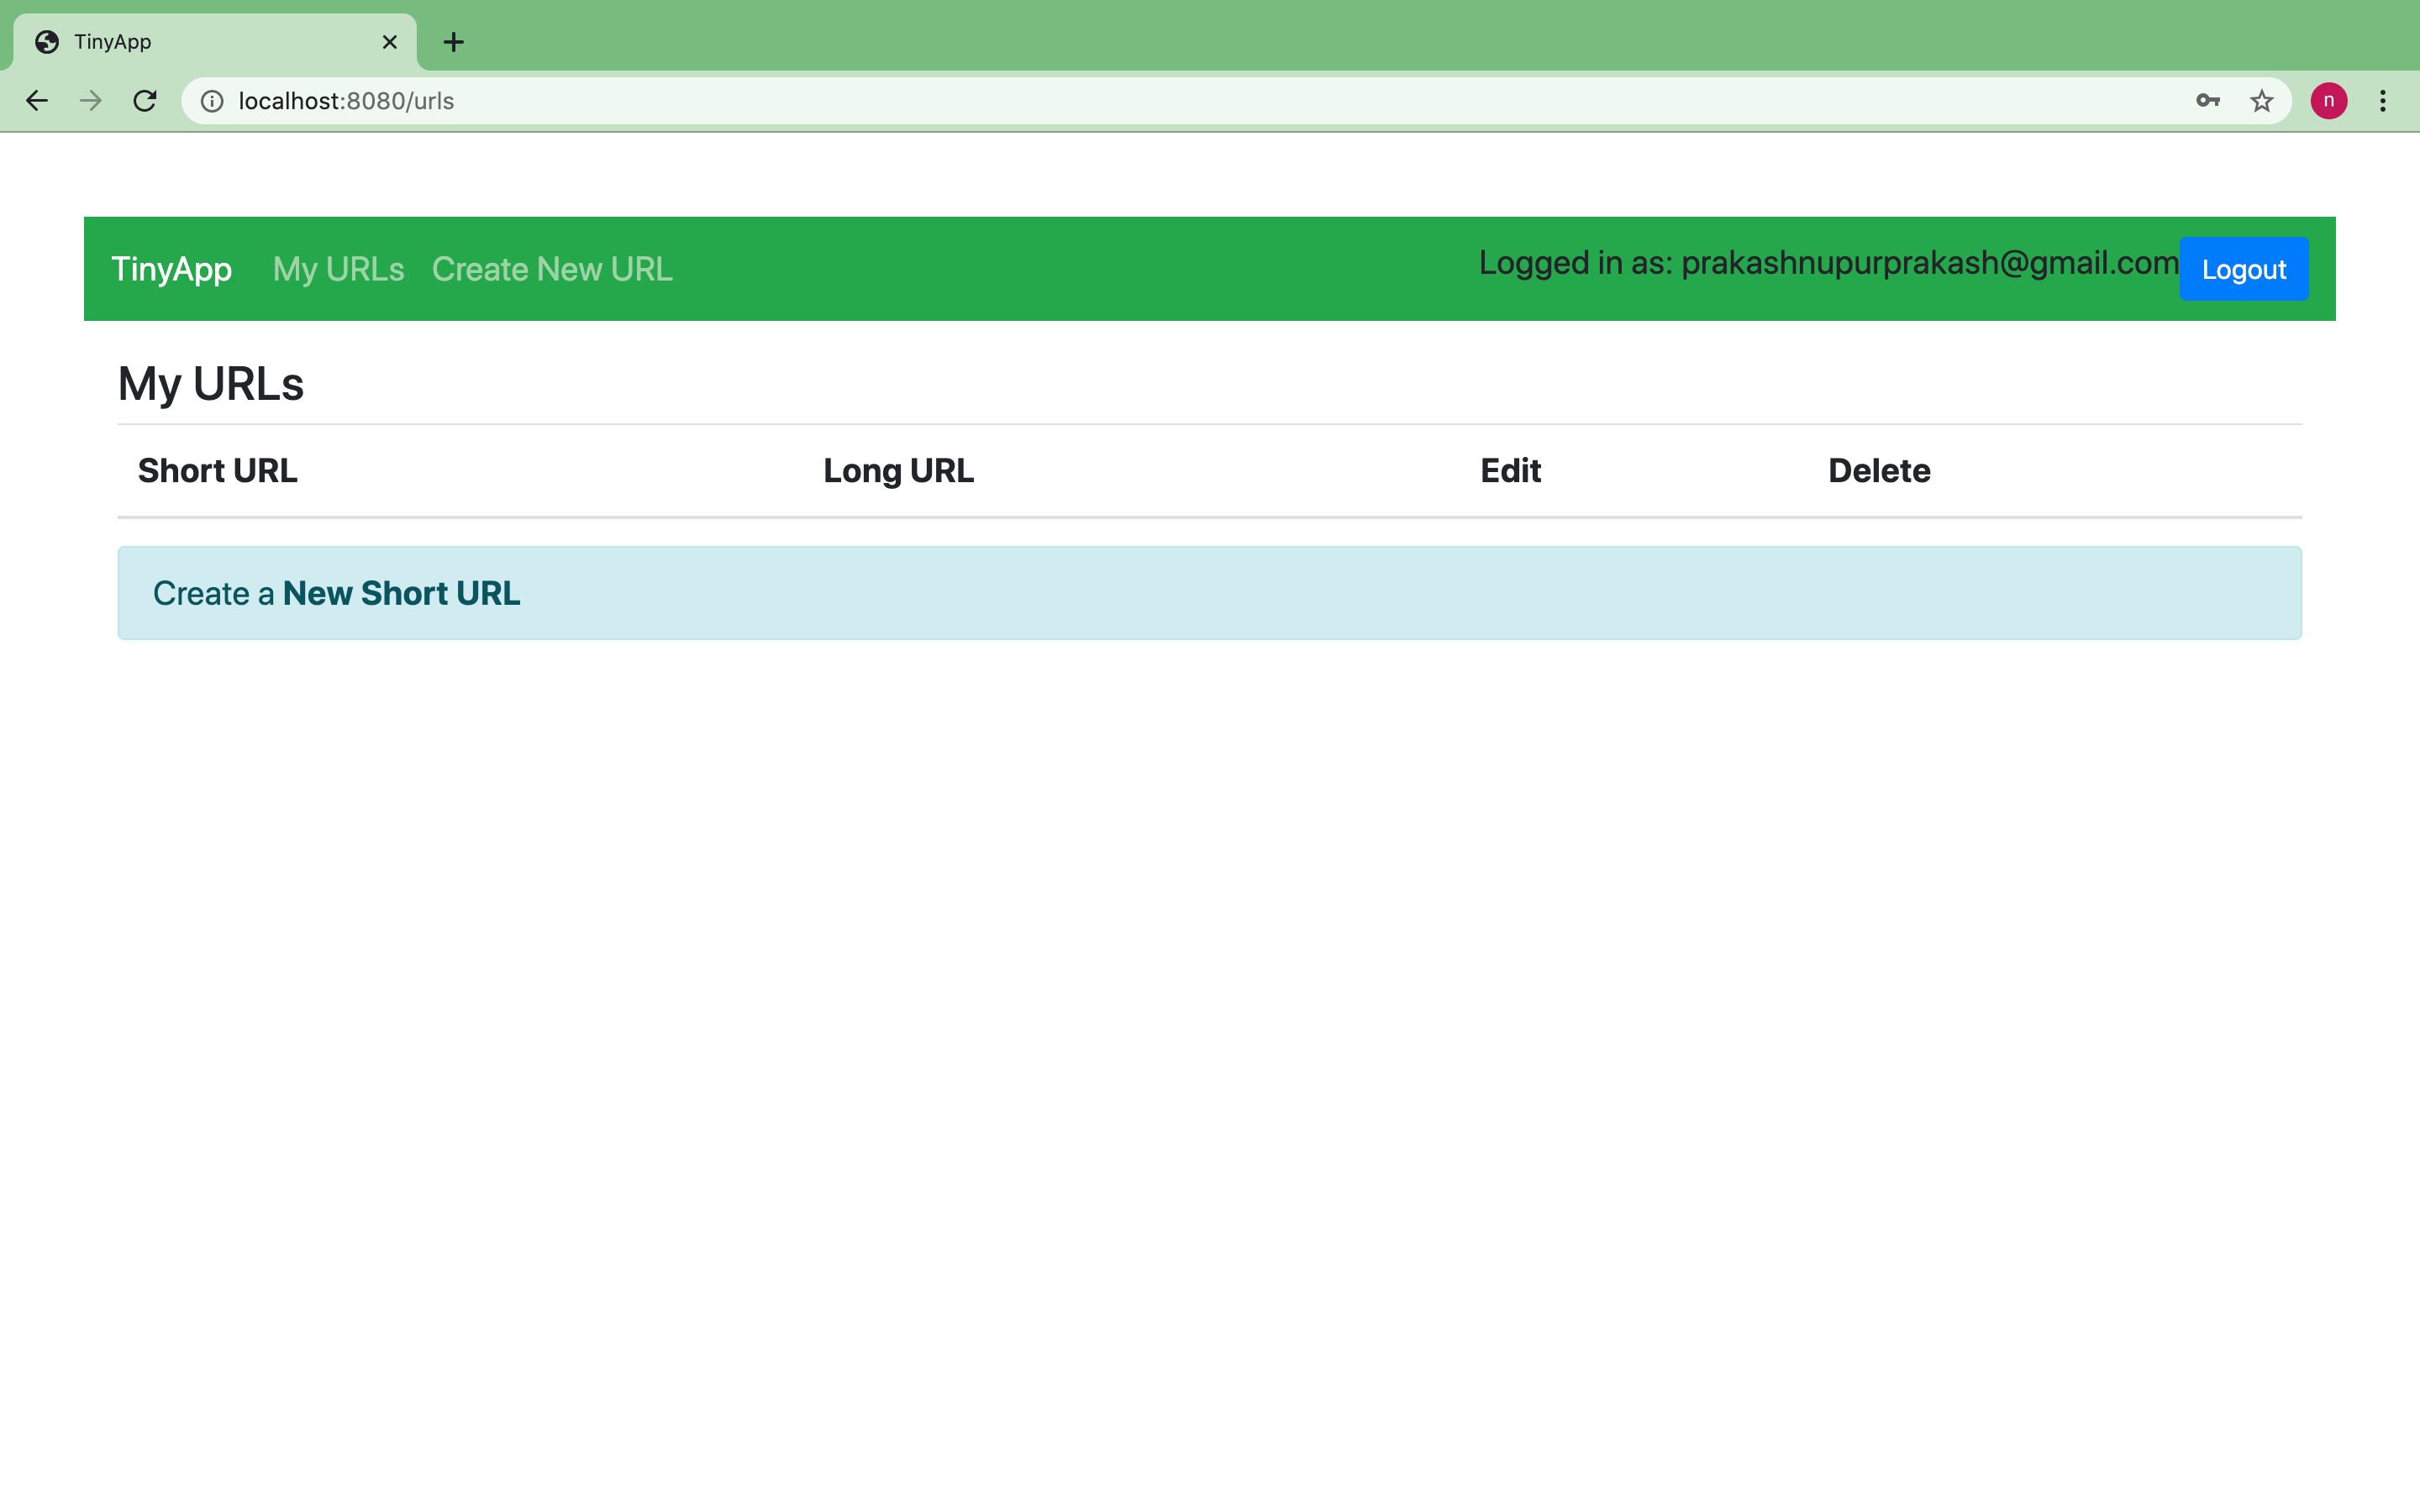 TinyApp
localhost:8080/urls
n
TinyApp My URLs Create New URL Logged in as: prakashnupurprakash@gmail.com Logout
My URLs
Short URL Long URL Edit Delete
Create a New Short URL